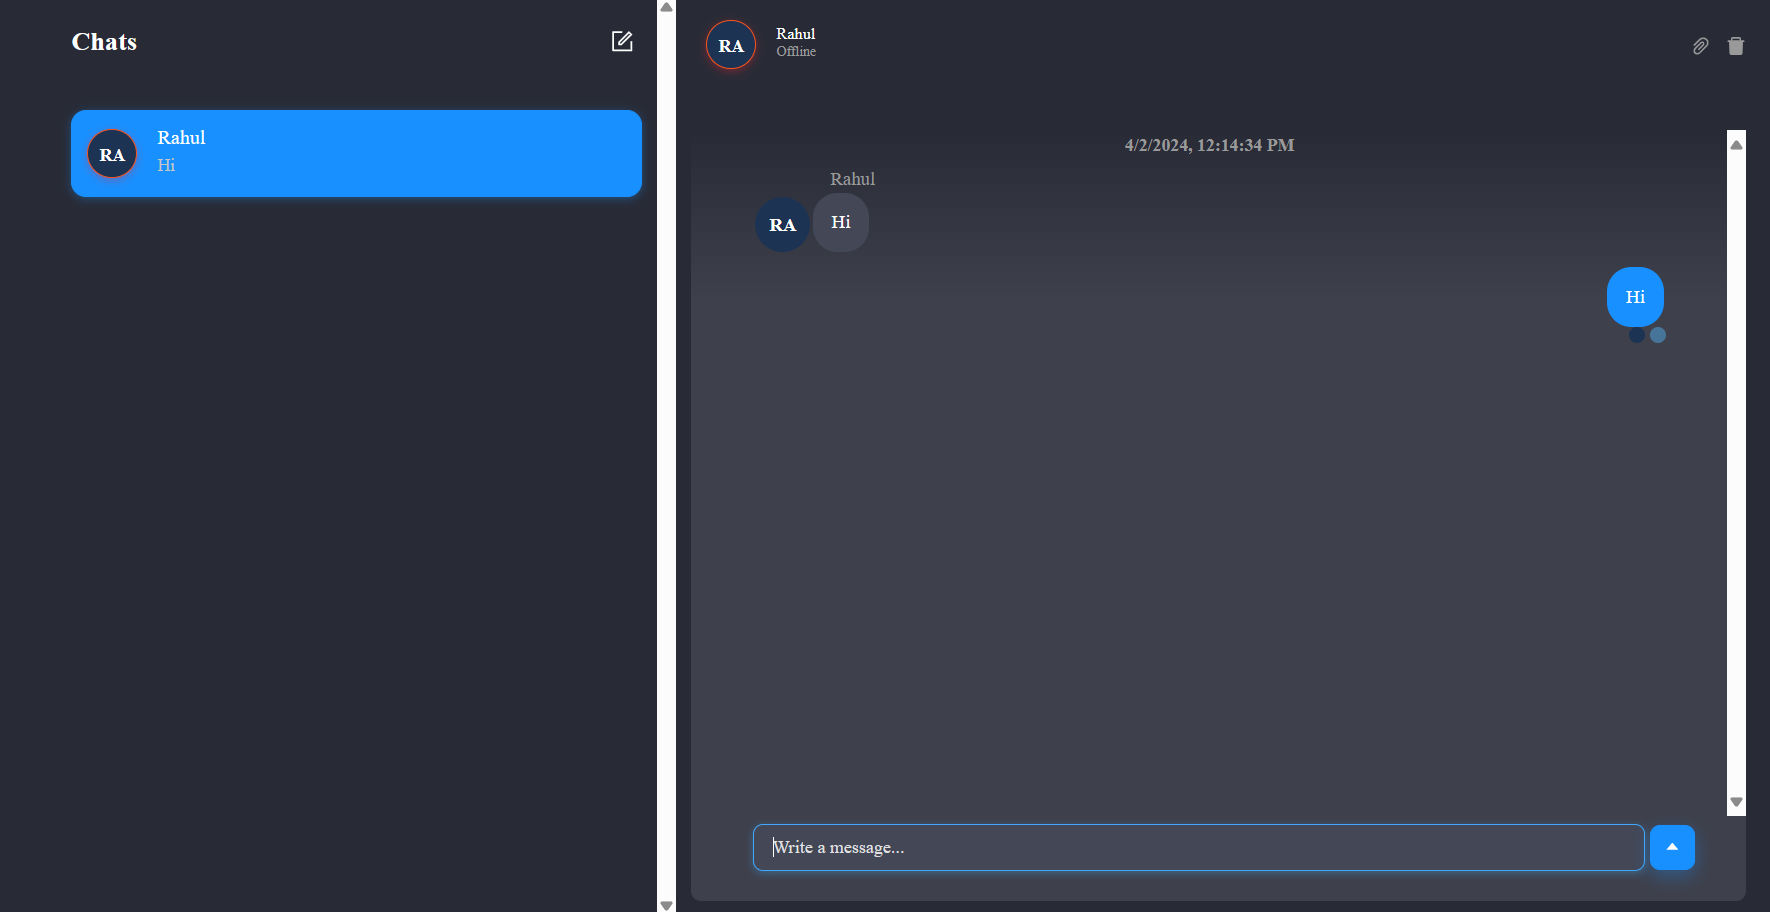 Chats
RA
Rahul
Hi
RA
Rahul
Offline
4/2/2024, 12:14:34 PM
Rahul
RA
Hi
Hi
Write a message...